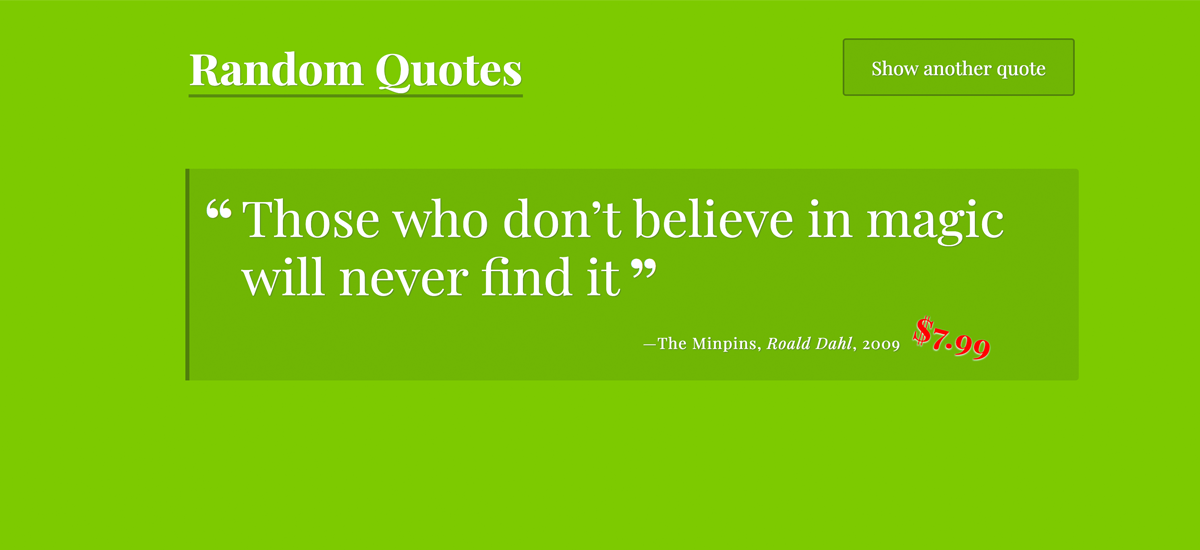 Random Quotes
Show another quote
“ Those who don’t believe in magic
will never find it ”
—The Minpins, Roald Dahl, 2009 $7.99